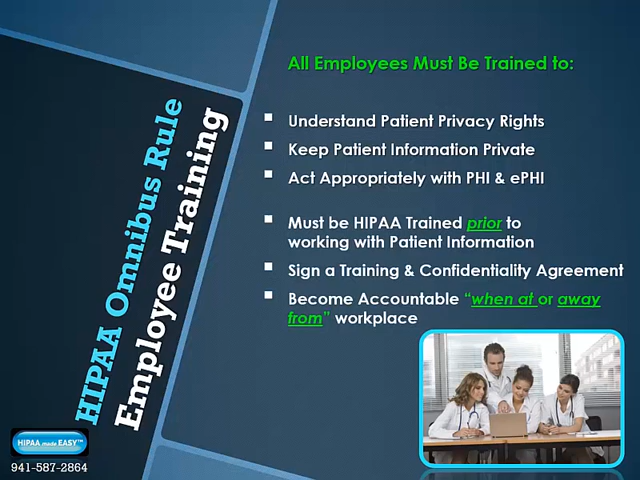 HIPAA Omnibus Rule
Employee Training
All Employees Must Be Trained to:
Understand Patient Privacy Rights
Keep Patient Information Private
Act Appropriately with PHI & ePHI
Must be HIPAA Trained prior to
working with Patient Information
Sign a Training & Confidentiality Agreement
Become Accountable “when at or away
from” workplace
HIPAA made EASY™
941-587-2864